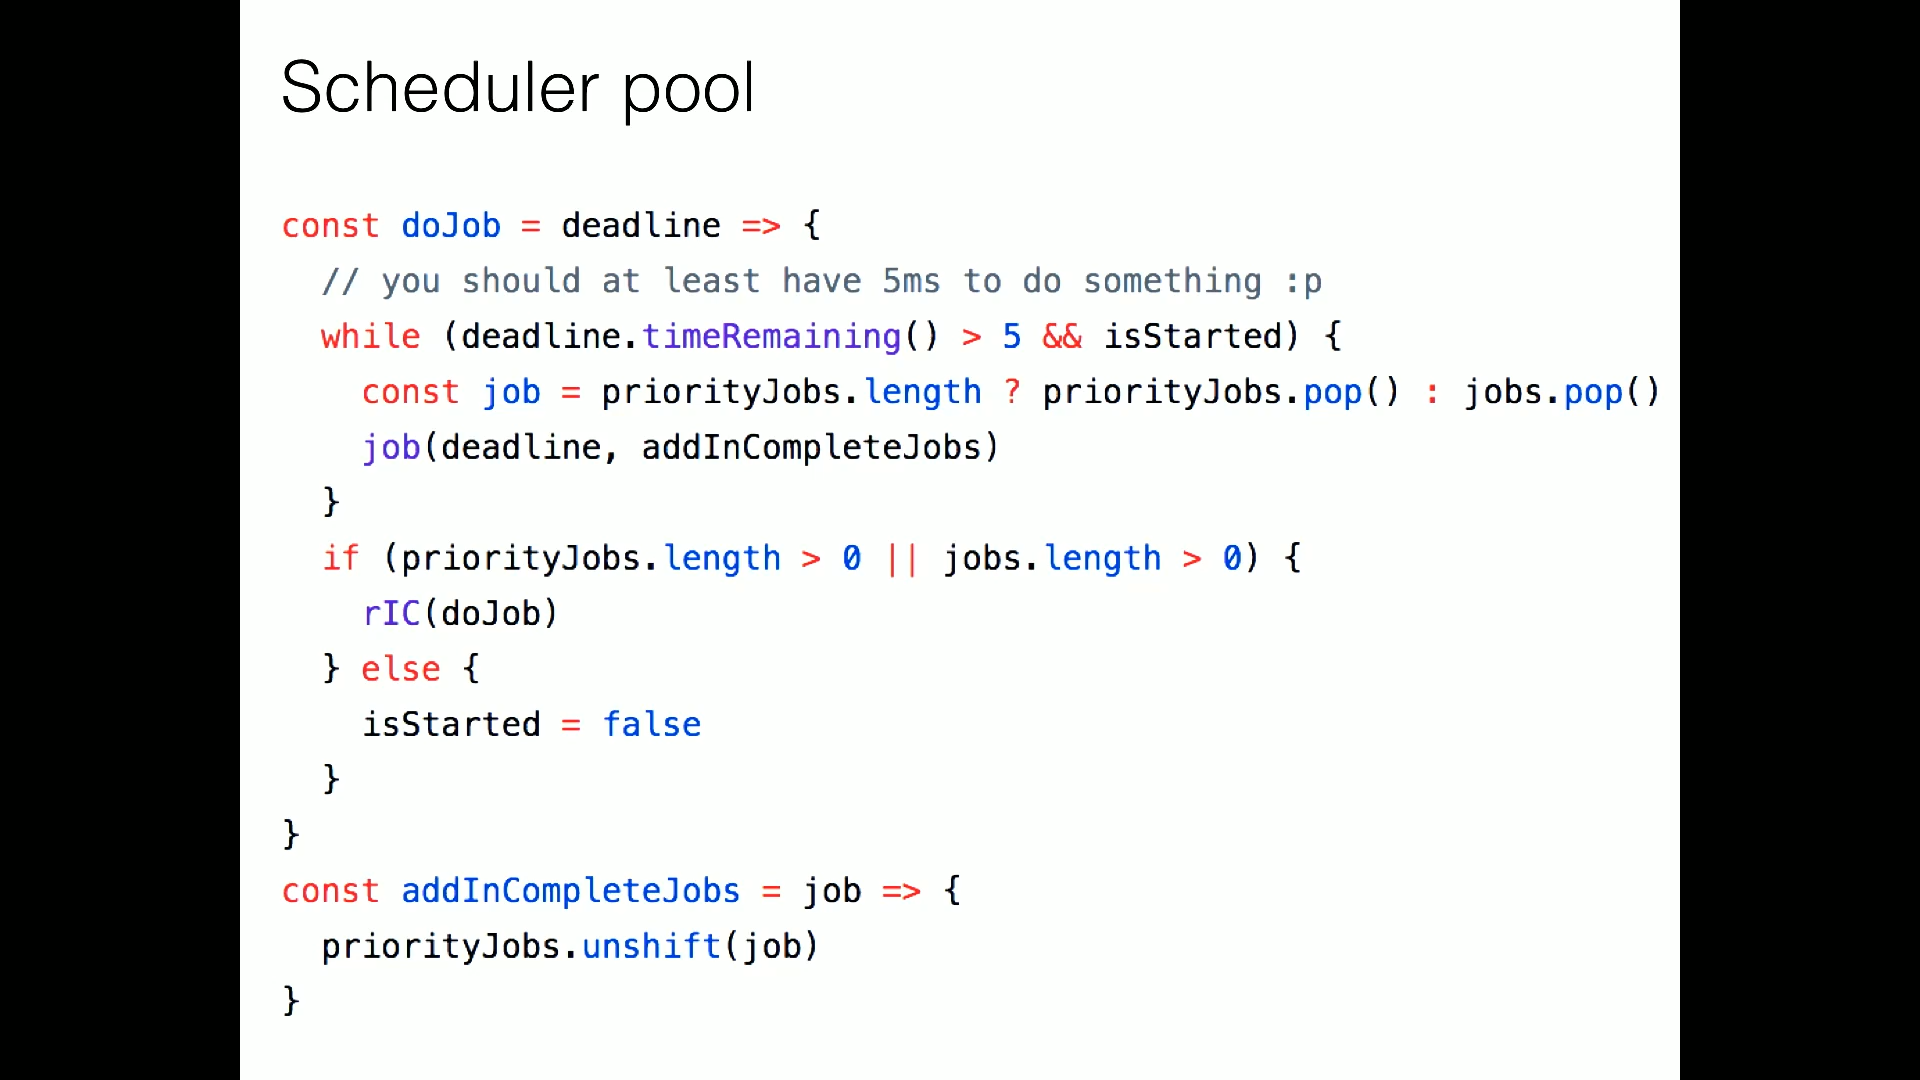 Scheduler pool
const doJob = deadline => {
  // you should at least have 5ms to do something :p
  while (deadline.timeRemaining() > 5 && isStarted) {
    const job = priorityJobs.length ? priorityJobs.pop() : jobs.pop()
    job(deadline, addInCompleteJobs)
  }
  if (priorityJobs.length > 0 || jobs.length > 0) {
    rIC(doJob)
  } else {
    isStarted = false
  }
}
const addInCompleteJobs = job => {
  priorityJobs.unshift(job)
}